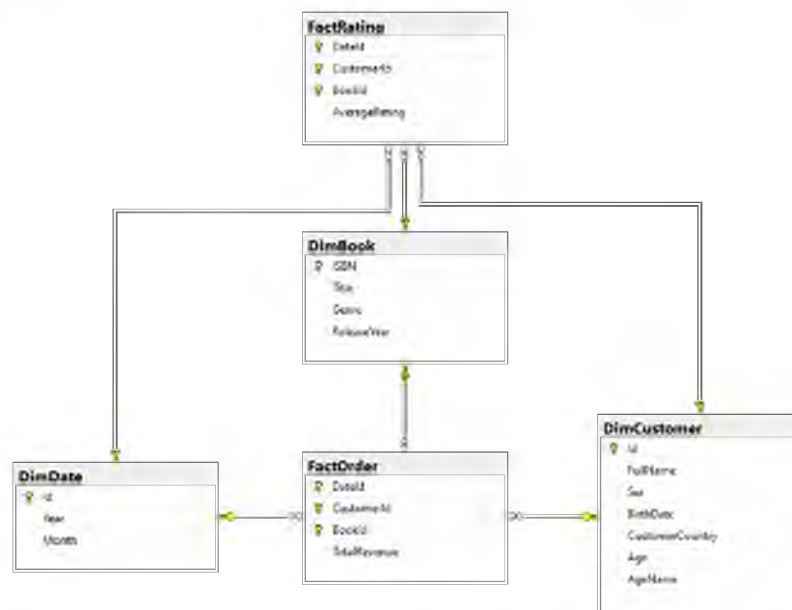 FactRating
DateId
CustomerId
BookId
AverageRating
DimBook
ISBN
Title
Genre
ReleaseYear
DimCustomer
Id
FullName
Sex
BirthDate
CustomerCountry
Age
AgeName
FactOrder
DateId
CustomerId
BookId
TotalRevenue
DimDate
Id
Year
Month